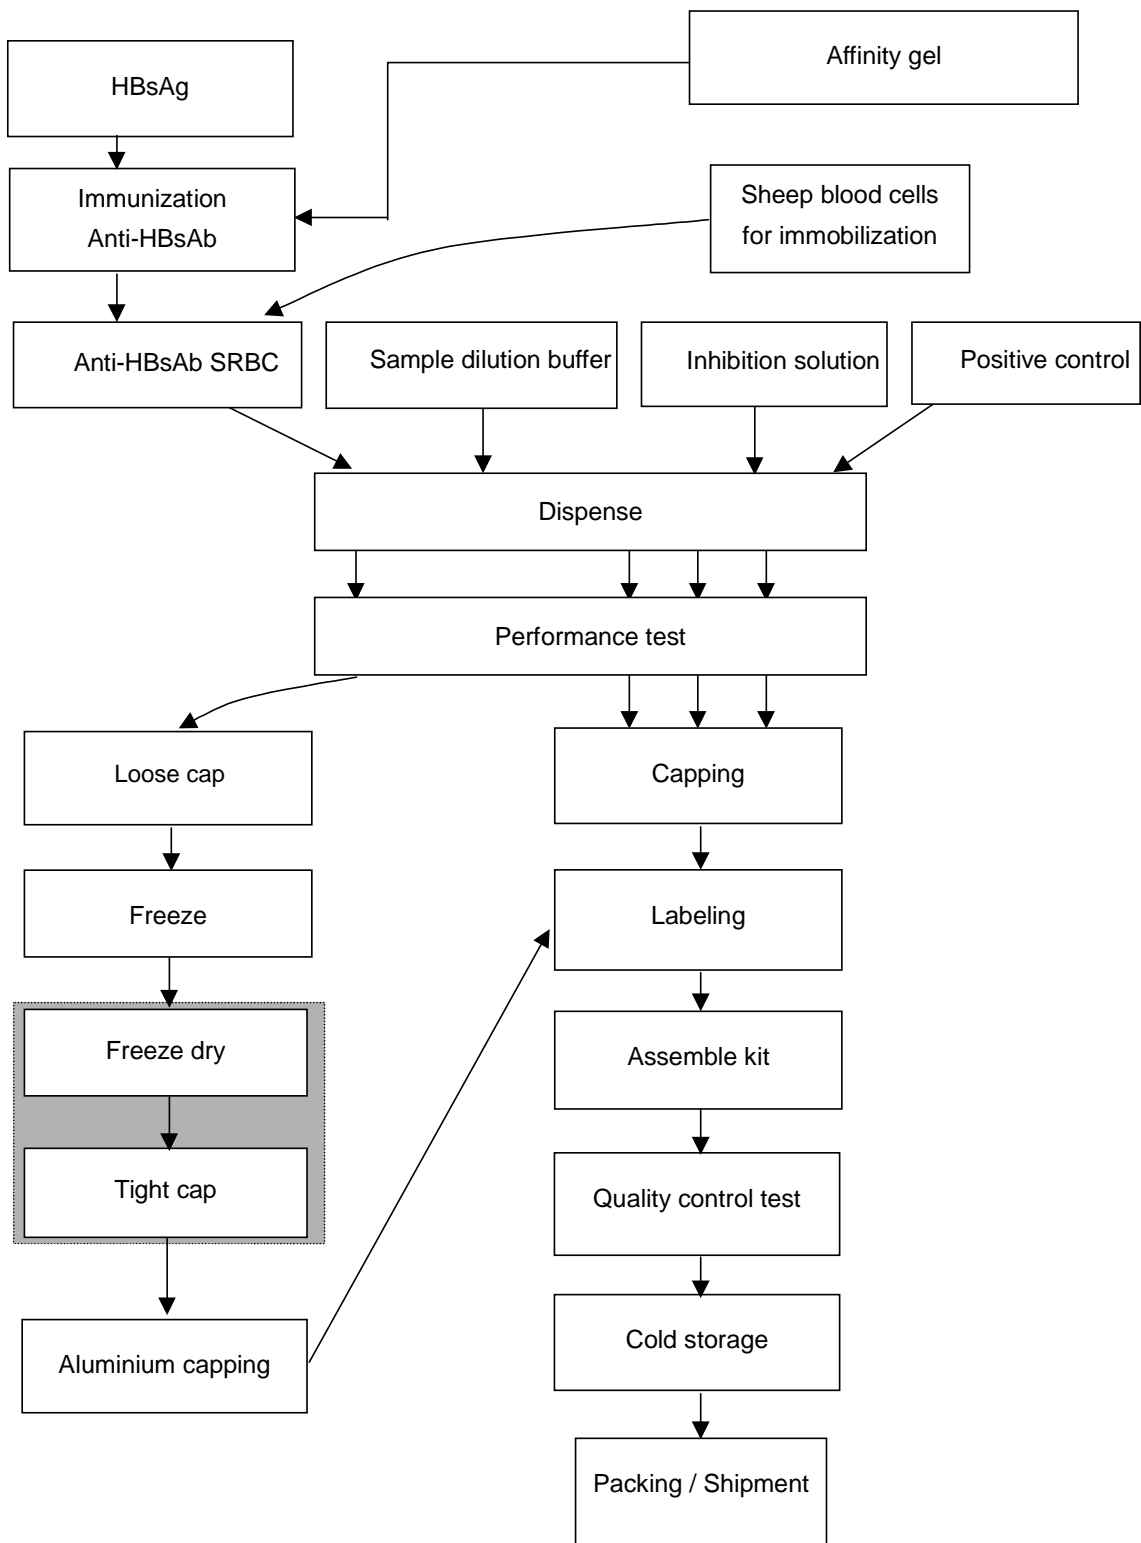 Affinity gel
HBsAg
Immunization
Anti-HBsAb
Sheep blood cells
for immobilization
Anti-HBsAb SRBC
Sample dilution buffer
Inhibition solution
Positive control
Dispense
Performance test
Loose cap
Capping
Freeze
Labeling
Freeze dry
Assemble kit
Tight cap
Quality control test
Cold storage
Aluminium capping
Packing / Shipment